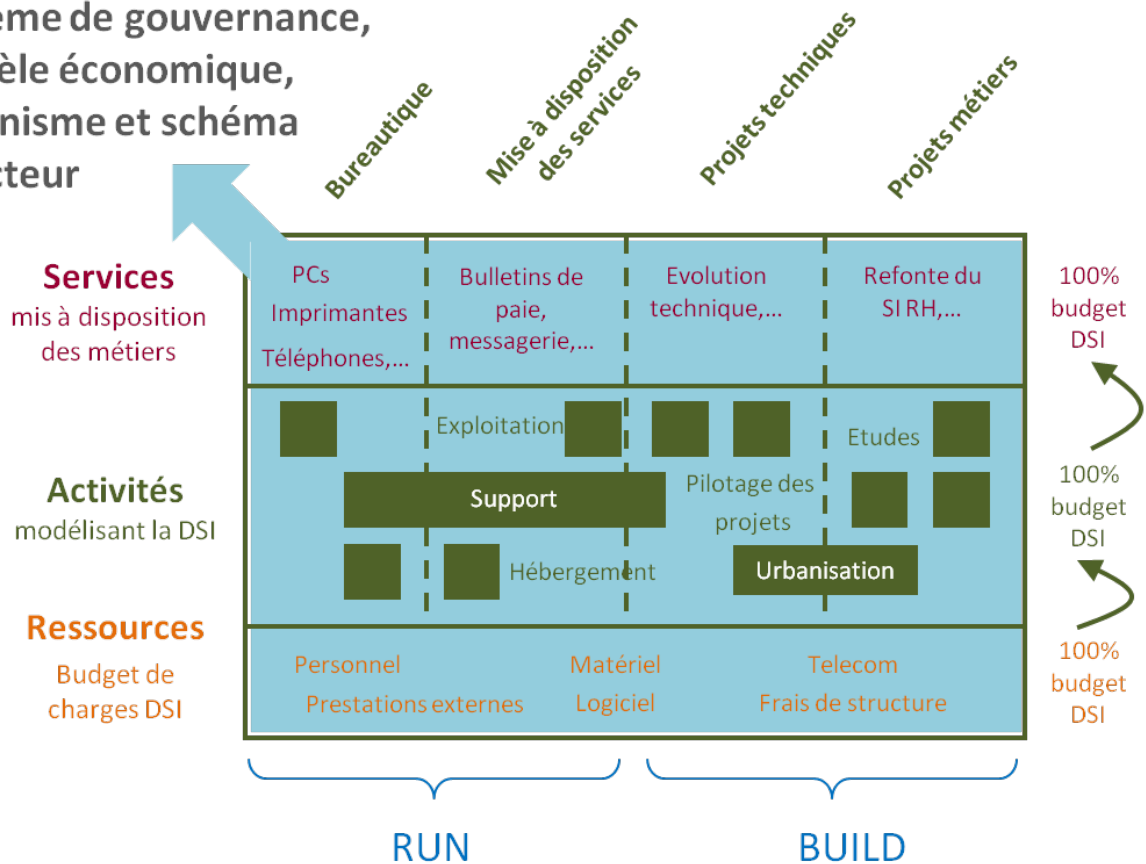 ème de gouvernance,
èle économique,
nisme et schéma
cteur
Bureautique
Mise à disposition
des services
Projets techniques
Projets métiers
Services
mis à disposition
des métiers
PCs
Imprimantes
Téléphones,...
Bulletins de
paie,
messagerie,...
Evolution
technique,...
Refonte du
SI RH,...
100%
budget
DSI
Activités
modélisant la DSI
Exploitation
Etudes
Support
Pilotage des
projets
Hébergement
Urbanisation
100%
budget
DSI
Ressources
Budget de
charges DSI
Personnel
Matériel
Telecom
Prestations externes
Logiciel
Frais de structure
100%
budget
DSI
RUN
BUILD